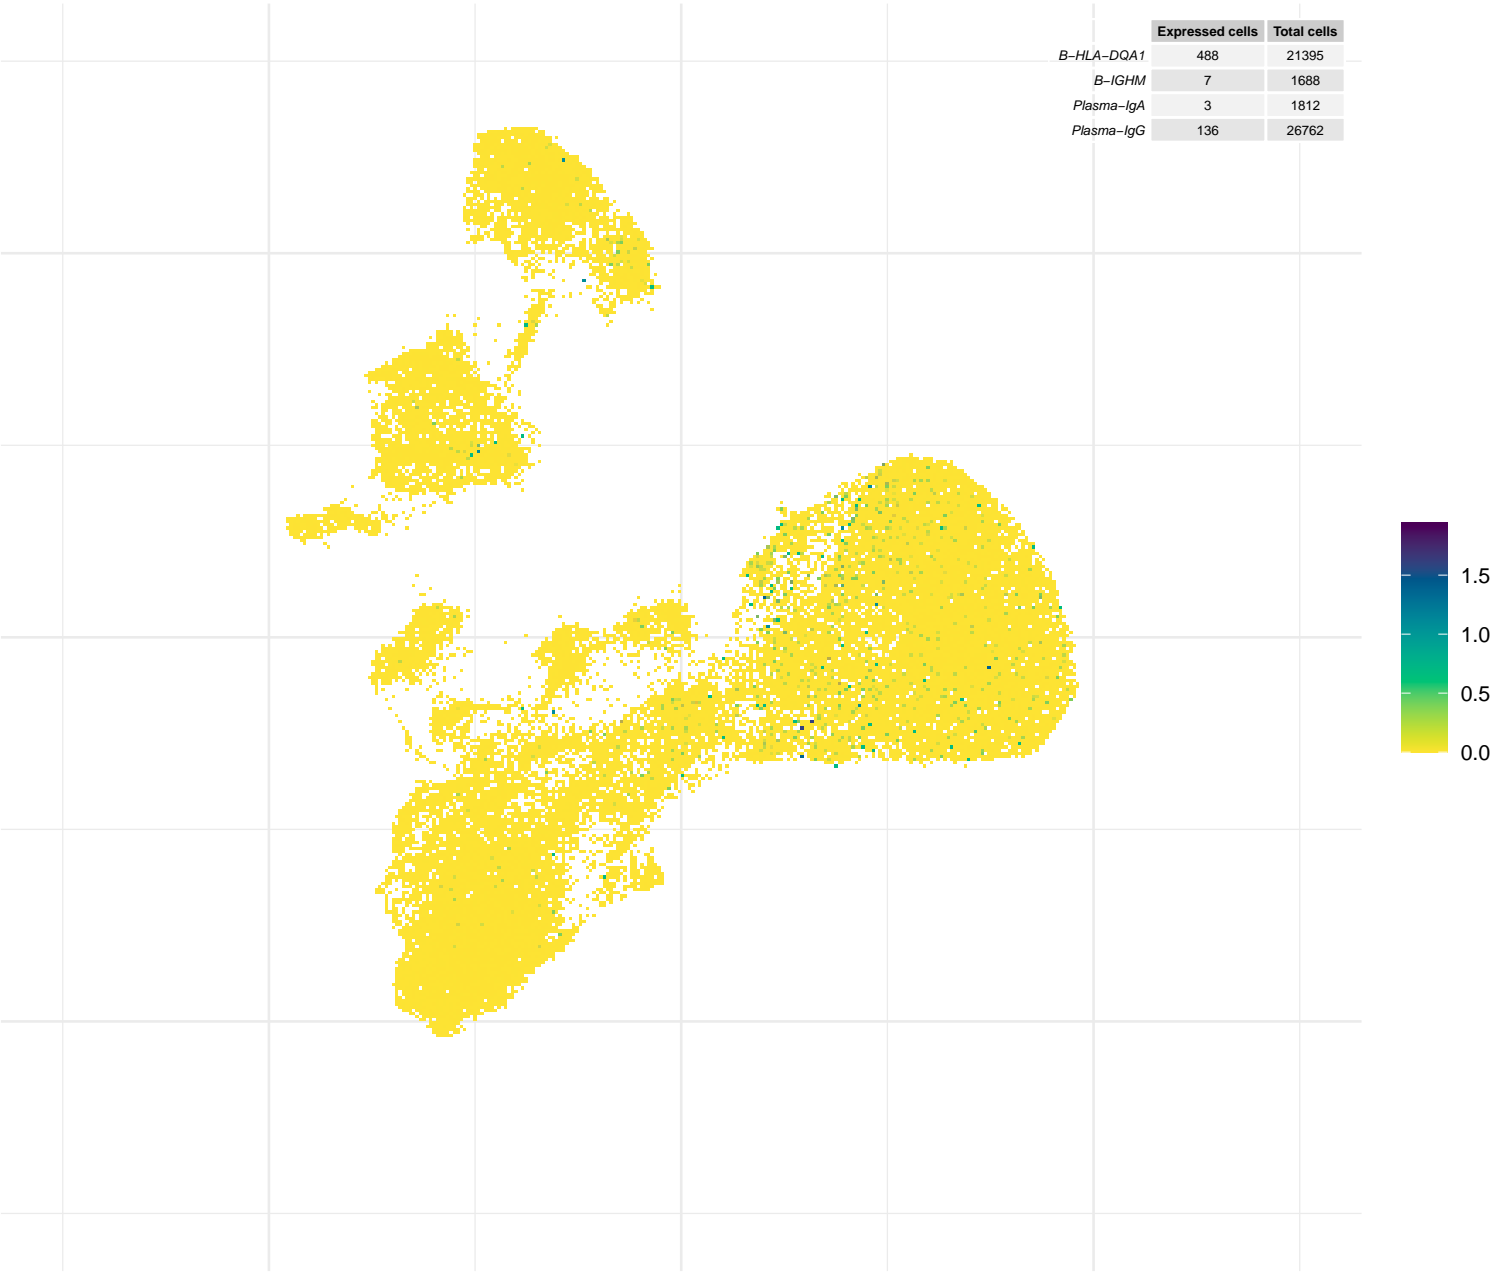 Expressed cells Total cells
B-HLA-DQA1 488 21395
B-IGHM 7 1688
Plasma-IgA 3 1812
Plasma-IgG 136 26762
1.5
1.0
0.5
0.0